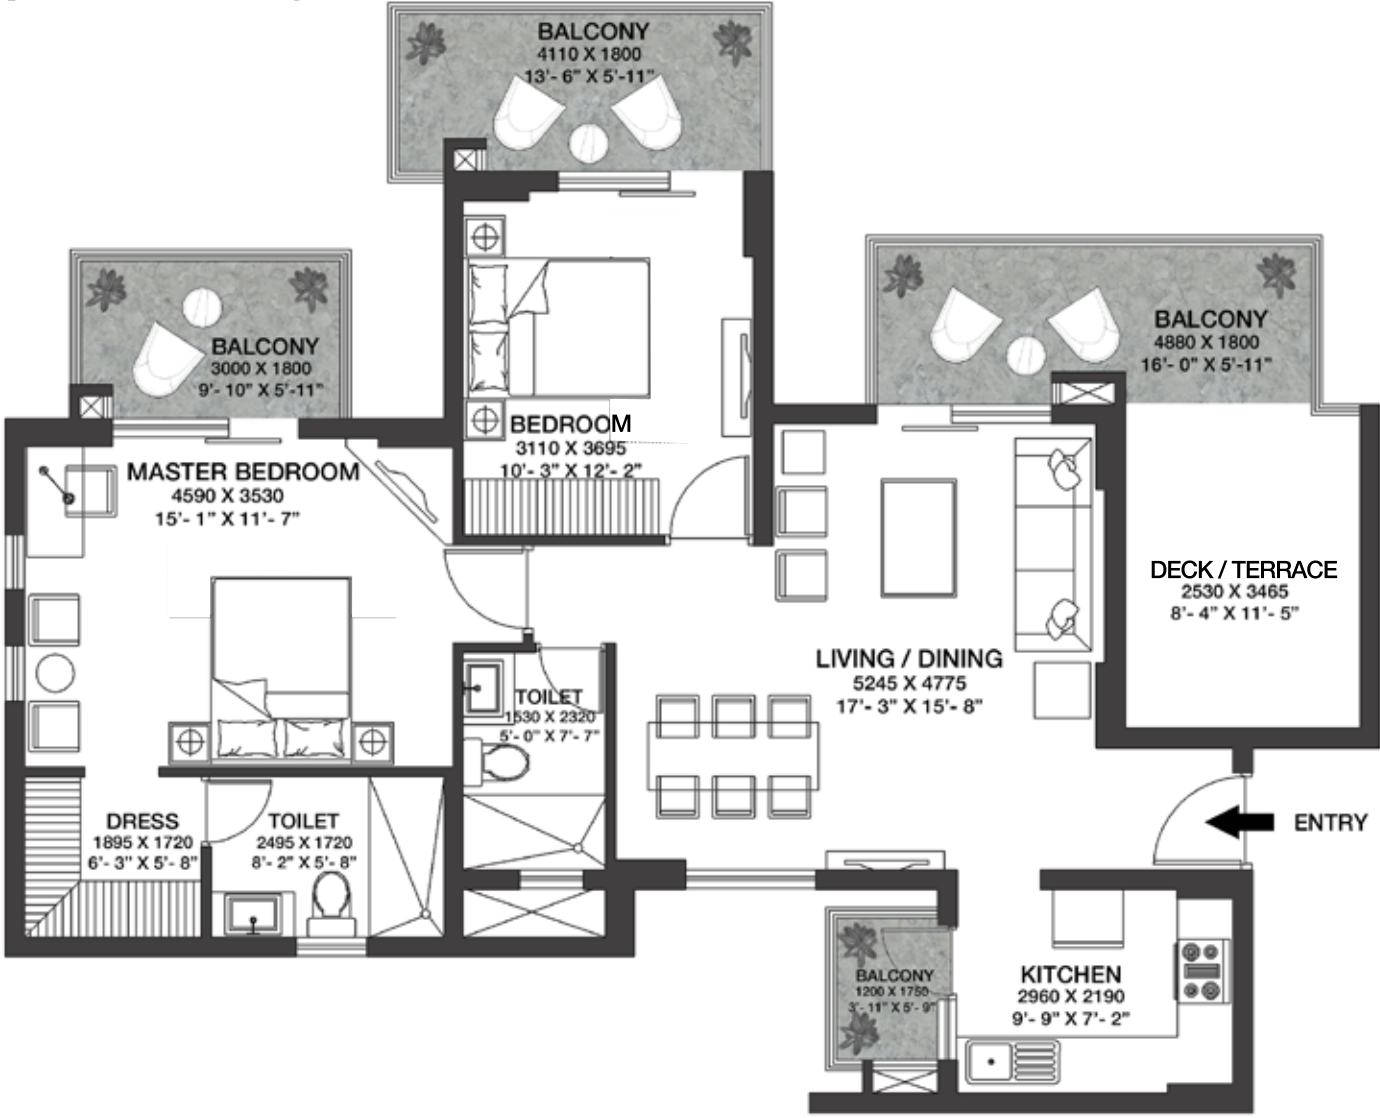 BALCONY
4110 X 1800
13'- 6" X 5'-11"
BALCONY
3000 X 1800
9'- 10" X 5'-11"
BALCONY
4880 X 1800
16'- 0" X 5'-11"
BEDROOM
3110 X 3695
10'- 3" X 12'- 2"
MASTER BEDROOM
4590 X 3530
15'- 1" X 11'- 7"
DECK / TERRACE
2530 X 3465
8'- 4" X 11'- 5"
LIVING / DINING
5245 X 4775
17'- 3" X 15'- 8"
TOILET
1530 X 2320
5'- 0" X 7'- 7"
DRESS
1895 X 1720
6'- 3" X 5'- 8"
TOILET
2495 X 1720
8'- 2" X 5'- 8"
ENTRY
BALCONY
1200 X 1750
3'- 11" X 5'- 9"
KITCHEN
2960 X 2190
9'- 9" X 7'- 2"